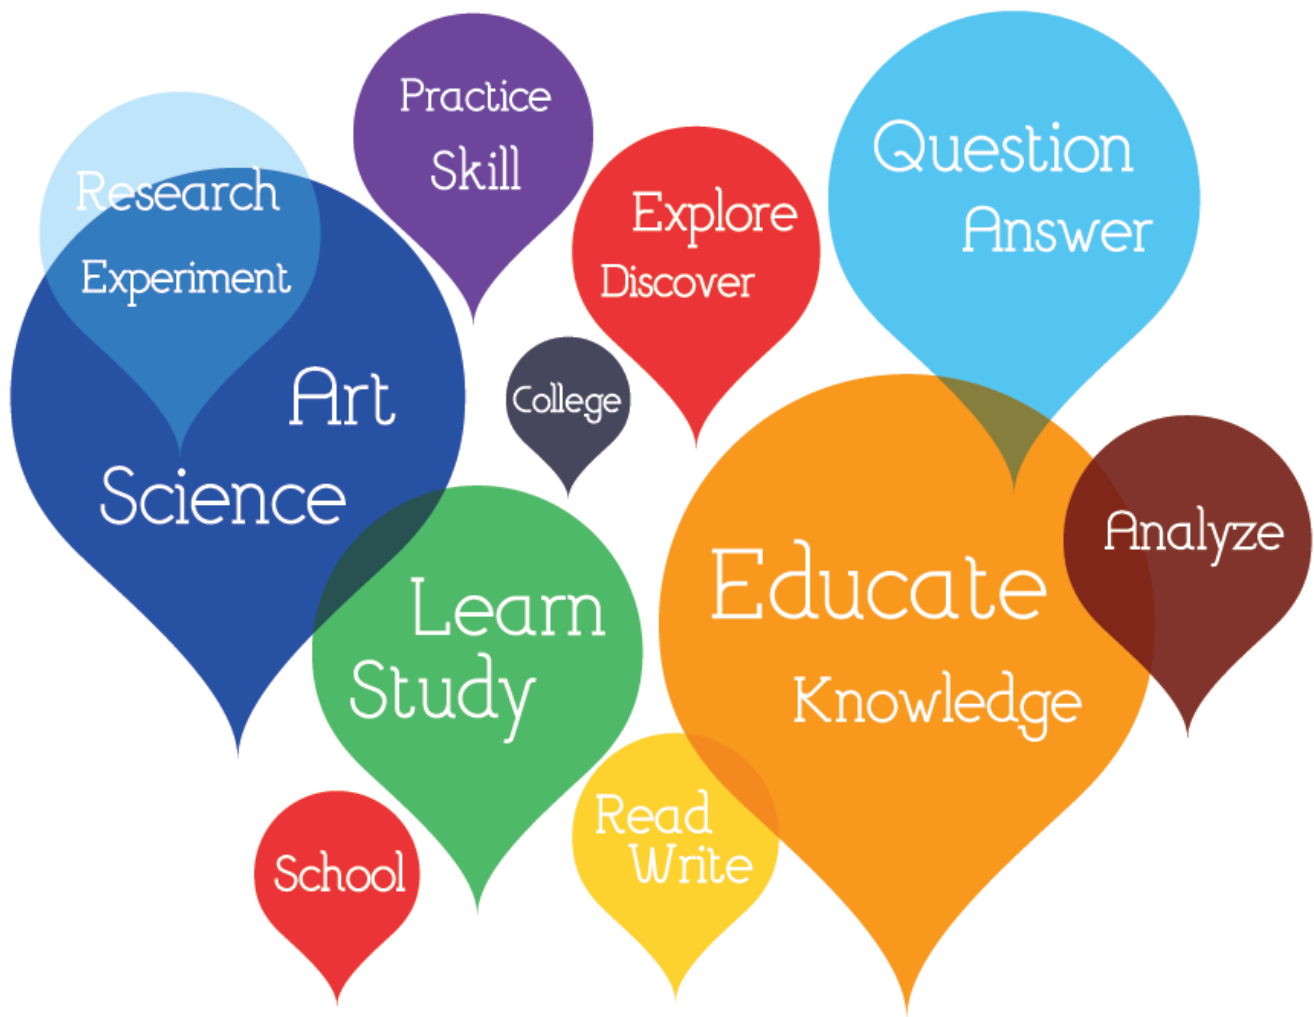 Practice
Skill
Question
Answer
Research
Experiment
Explore
Discover
Art
Science
College
Learn
Study
Educate
Knowledge
Analyze
School
Read
Write